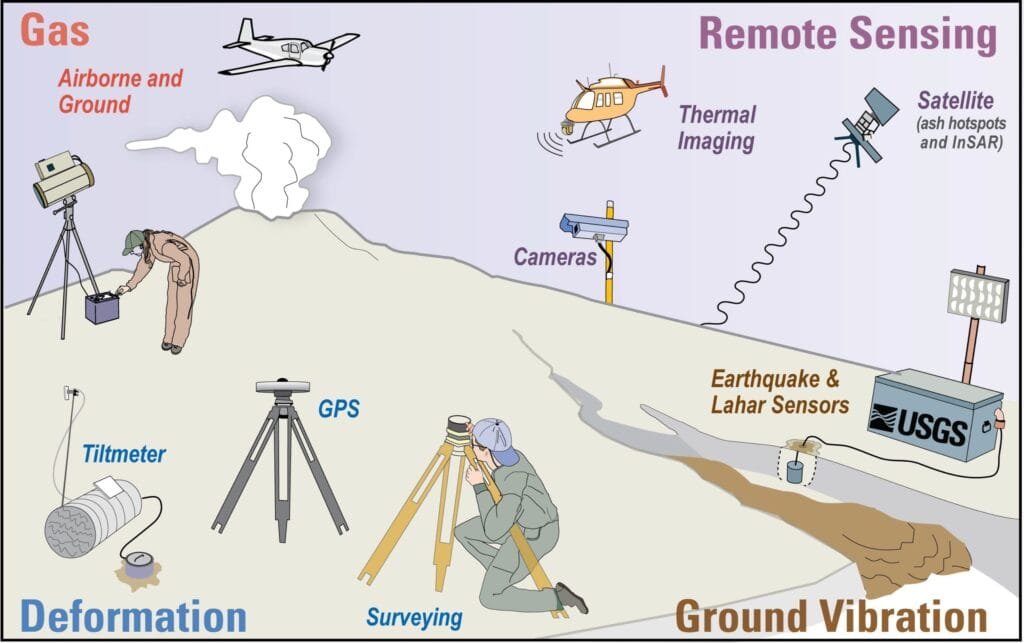 Gas
Airborne and
Ground
Remote Sensing
Thermal
Imaging
Satellite
(ash hotspots
and InSAR)
Cameras
Earthquake &
Lahar Sensors
USGS
GPS
Tiltmeter
Surveying
Deformation
Ground Vibration